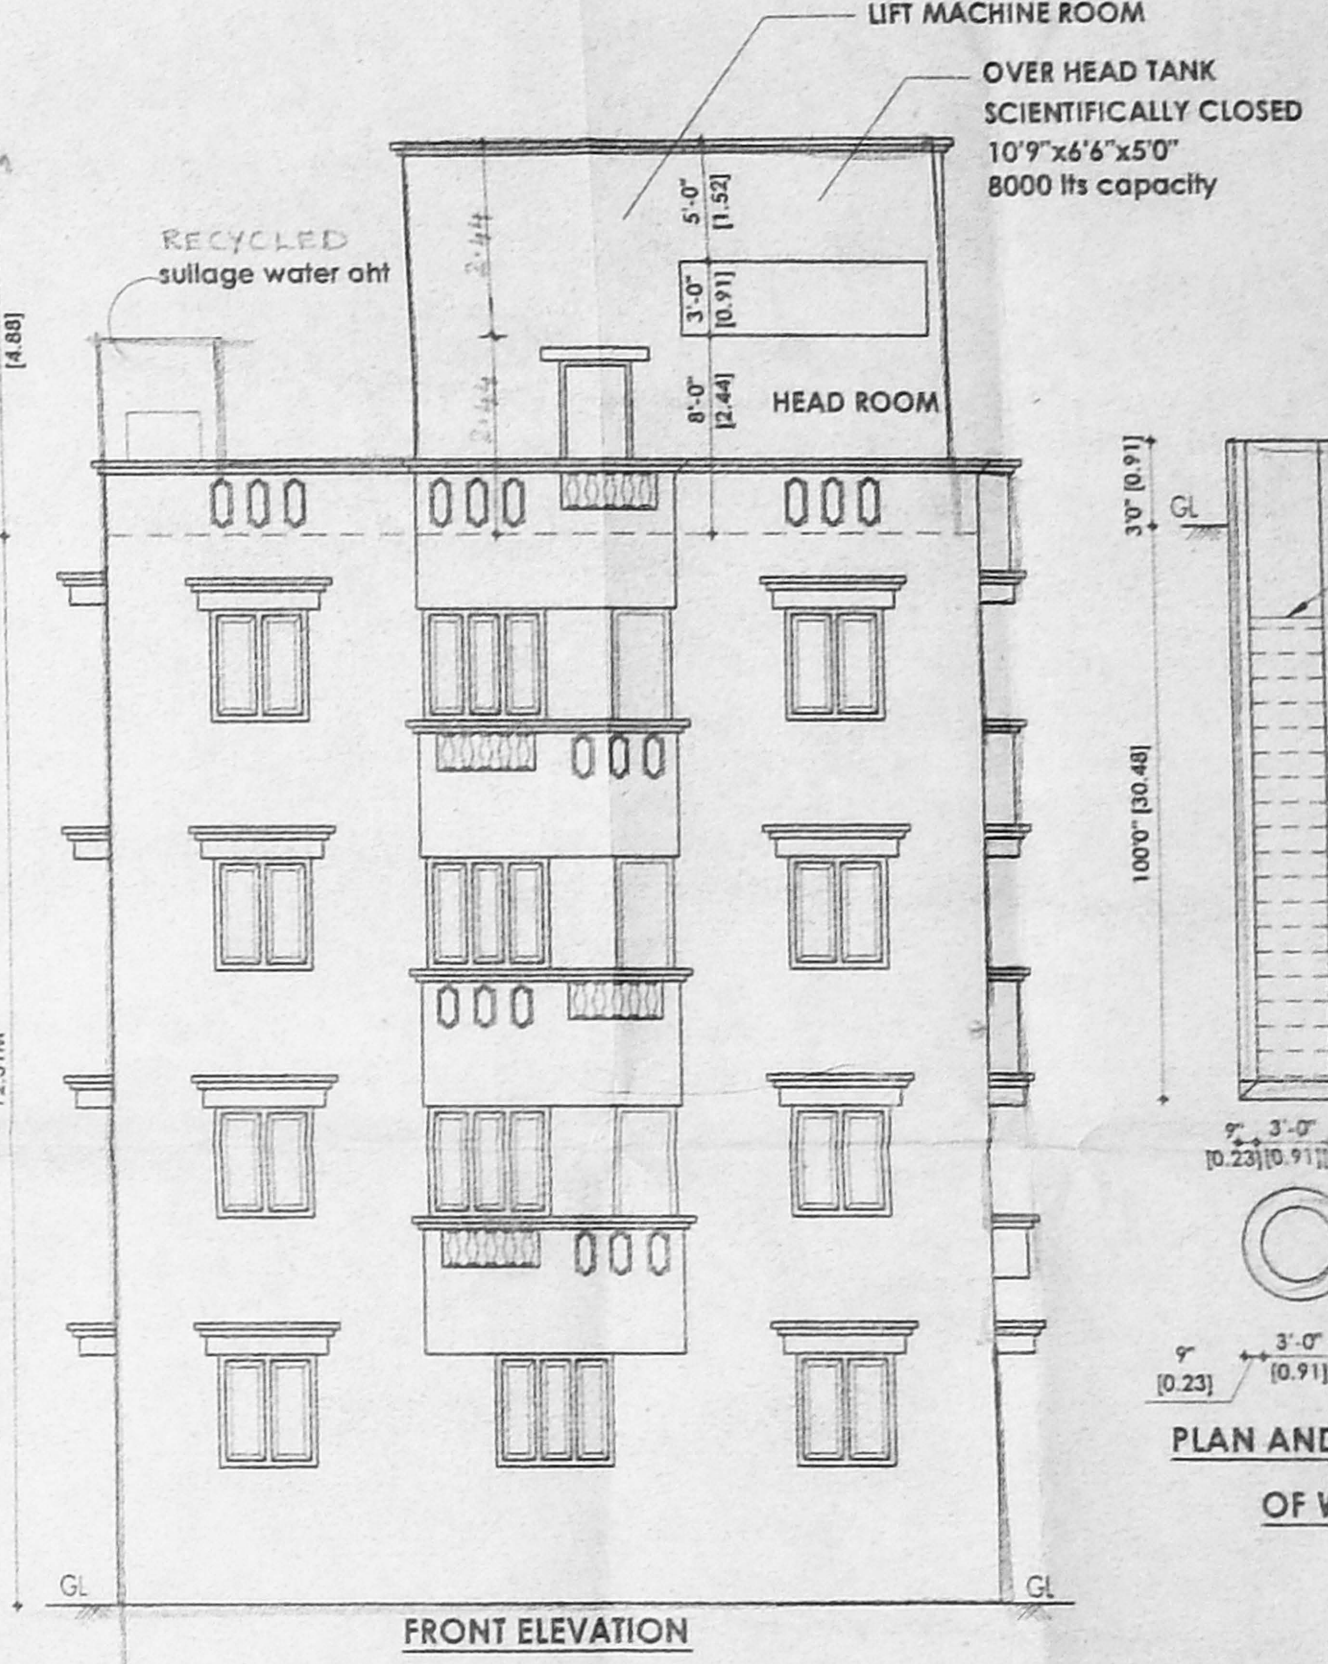 LIFT MACHINE ROOM
OVER HEAD TANK
SCIENTIFICALLY CLOSED
10'9"x6'6"x5'0"
8000 lts capacity
RECYCLED
sullage water oht
[4.88]
2.44
2.44
5'-0"
[1.52]
3'-0"
[0.91]
8'-0"
[2.44]
HEAD ROOM
3'0" [0.91]
GL
100'0" [30.48]
9" 3'-0"
[0.23] [0.91]
9" 3'-0"
[0.23] [0.91]
PLAN AND
OF
GL
GL
FRONT ELEVATION